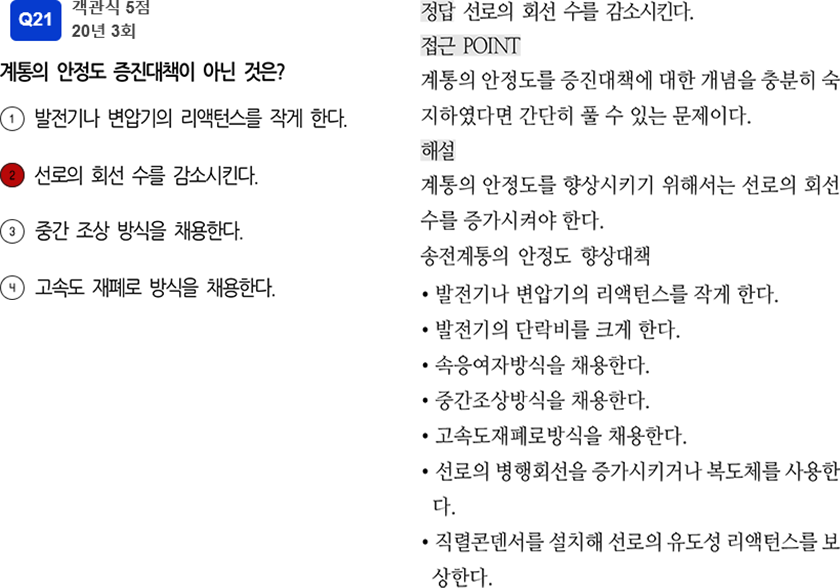 Q21
객관식 5점
20년 3회
계통의 안정도 증진대책이 아닌 것은?
1 발전기나 변압기의 리액턴스를 작게 한다.
2 선로의 회선 수를 감소시킨다.
3 중간 조상 방식을 채용한다.
4 고속도 재폐로 방식을 채용한다.
정답 선로의 회선 수를 감소시킨다.
접근 POINT
계통의 안정도를 증진대책에 대한 개념을 충분히 숙
지하였다면 간단히 풀 수 있는 문제이다.
해설
계통의 안정도를 향상시키기 위해서는 선로의 회선
수를 증가시켜야 한다.
송전계통의 안정도 향상대책
• 발전기나 변압기의 리액턴스를 작게 한다.
• 발전기의 단락비를 크게 한다.
• 속응여자방식을 채용한다.
• 중간조상방식을 채용한다.
• 고속도재폐로방식을 채용한다.
• 선로의 병행회선을 증가시키거나 복도체를 사용한
다.
• 직렬콘덴서를 설치해 선로의 유도성 리액턴스를 보
상한다.